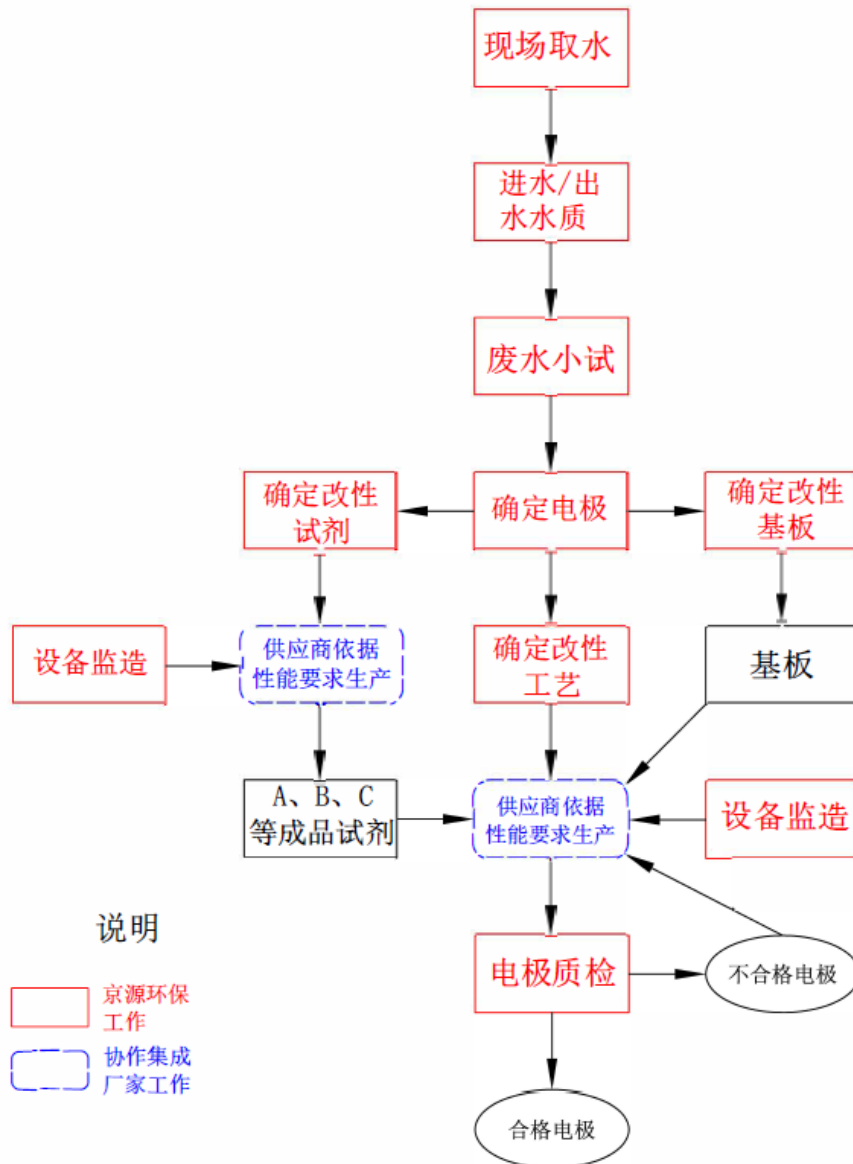 现场取水
进水/出
水水质
废水小试
确定改性
试剂
确定电极
确定改性
基板
设备监造
供应商依据
性能要求生产
确定改性
工艺
基板
A、B、C
等成品试剂
供应商依据
性能要求生产
设备监造
说明
电极质检
不合格电极
京源环保
工作
协作集成
厂家工作
合格电极